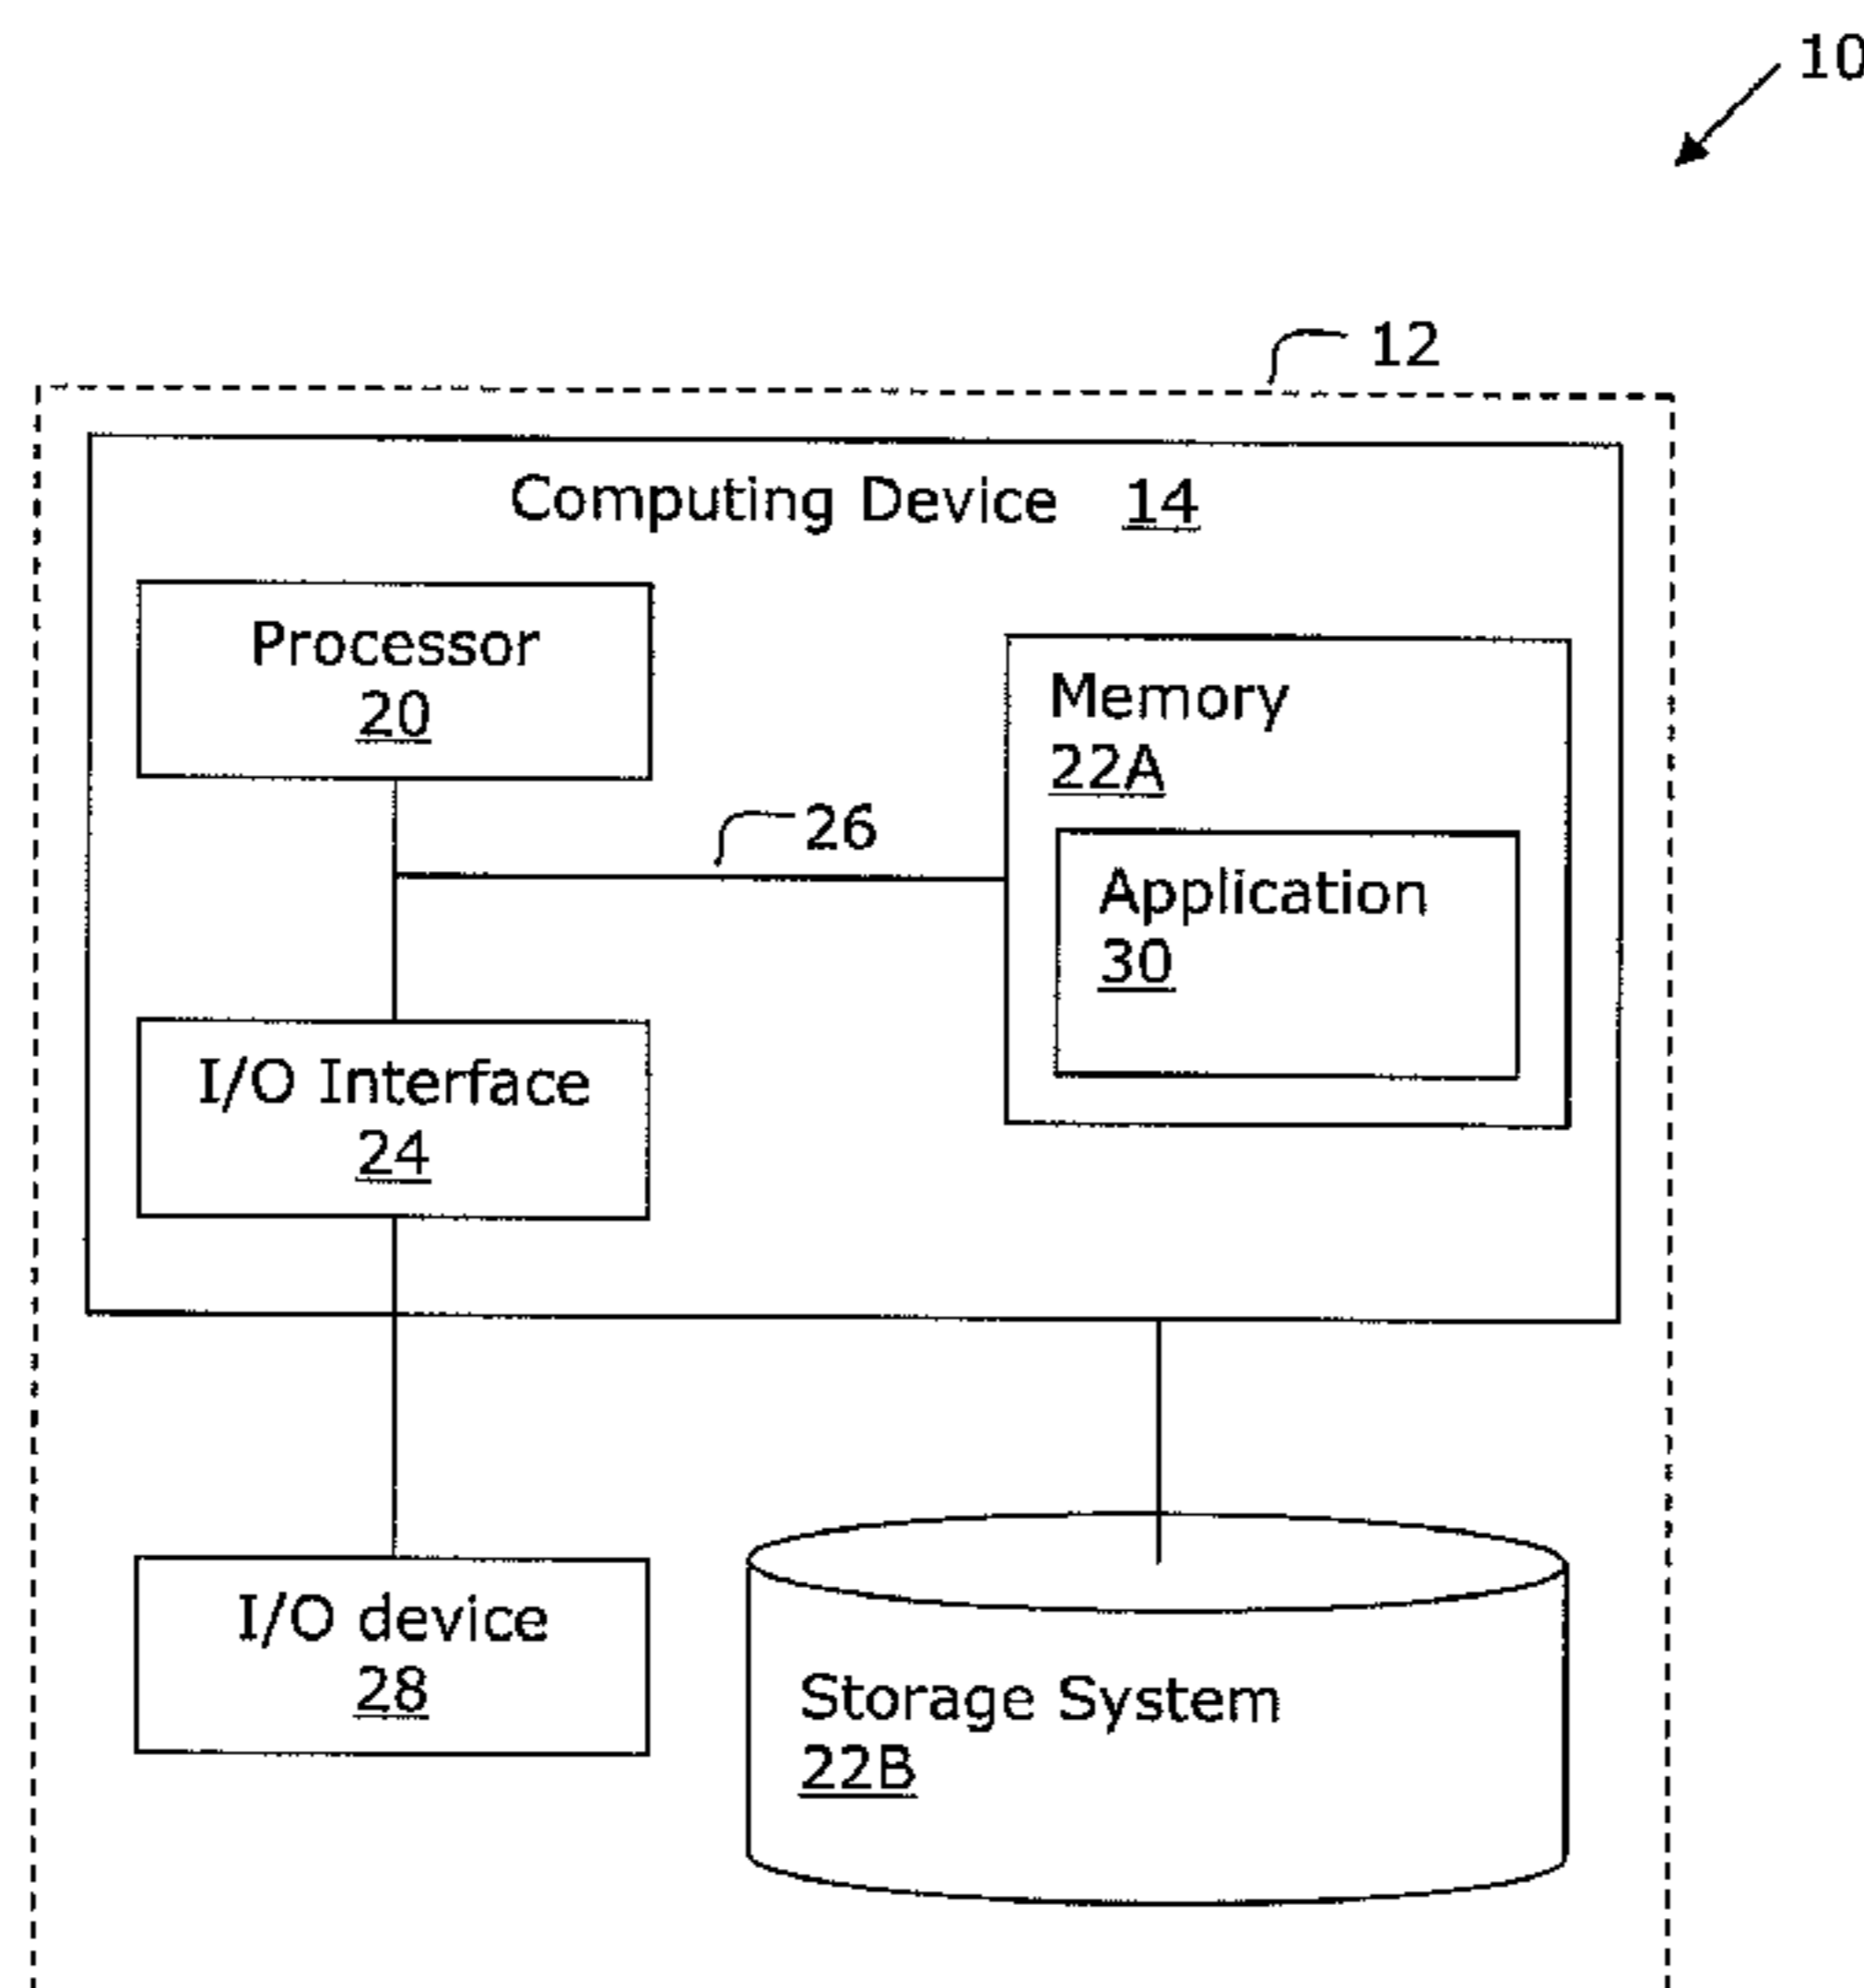 10
12
Computing Device 14
Processor
20
Memory
22A
26
Application
30
I/O Interface
24
I/O device
28
Storage System
22B